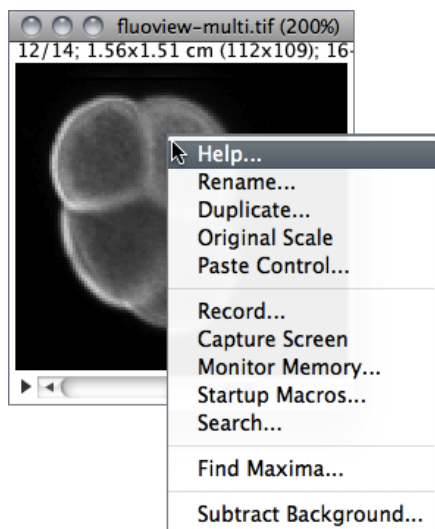 fluoview-multi.tif (200%)
12/14; 1.56x1.51 cm (112x109); 16-
Help...
Rename...
Duplicate...
Original Scale
Paste Control...
Record...
Capture Screen
Monitor Memory...
Startup Macros...
Search...
Find Maxima...
Subtract Background...